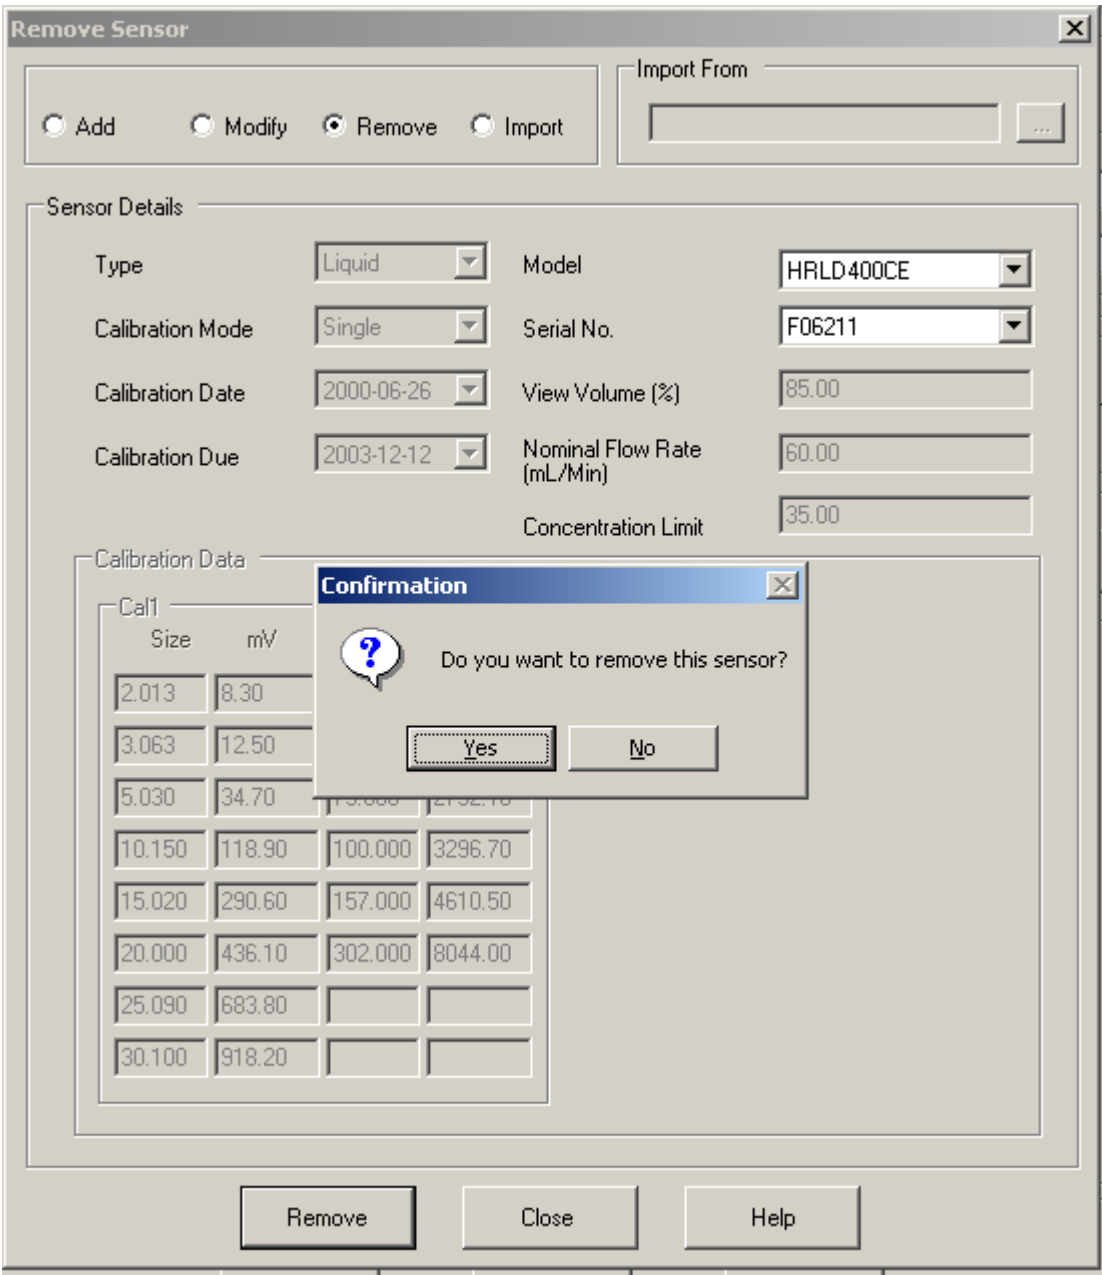 Remove Sensor
Add Modify Remove Import
Import From
...
Sensor Details
Type Liquid Model HRLD400CE
Calibration Mode Single Serial No. F06211
Calibration Date 2000-06-26 View Volume (%) 85.00
Calibration Due 2003-12-12 Nominal Flow Rate (mL/Min) 60.00
Concentration Limit 35.00
Calibration Data
Cal1
Size mV
Confirmation
Do you want to remove this sensor?
Yes No
2.013 8.30
3.063 12.50
5.030 34.70
10.150 118.90 100.000 3296.70
15.020 290.60 157.000 4610.50
20.000 436.10 302.000 8044.00
25.090 683.80
30.100 918.20
Remove Close Help